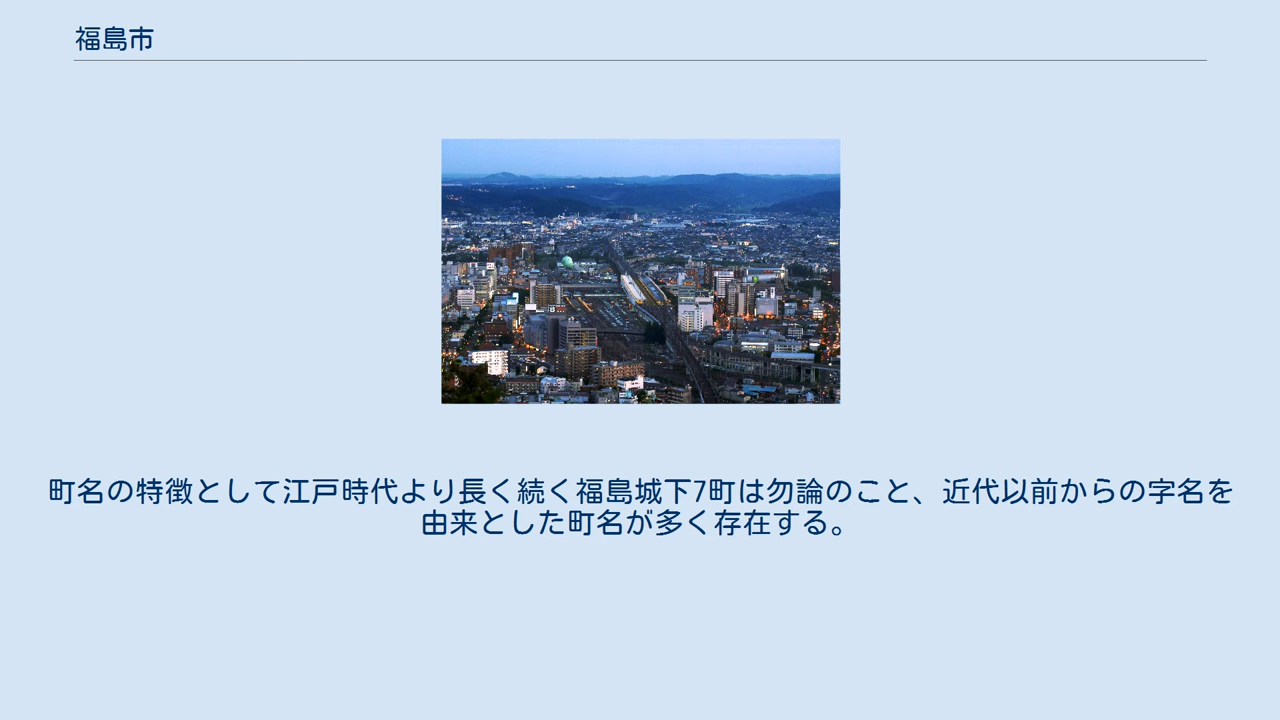 福島市
町名の特徴として江戸時代より長く続く福島城下7町は勿論のこと、近代以前からの字名を
由来とした町名が多く存在する。